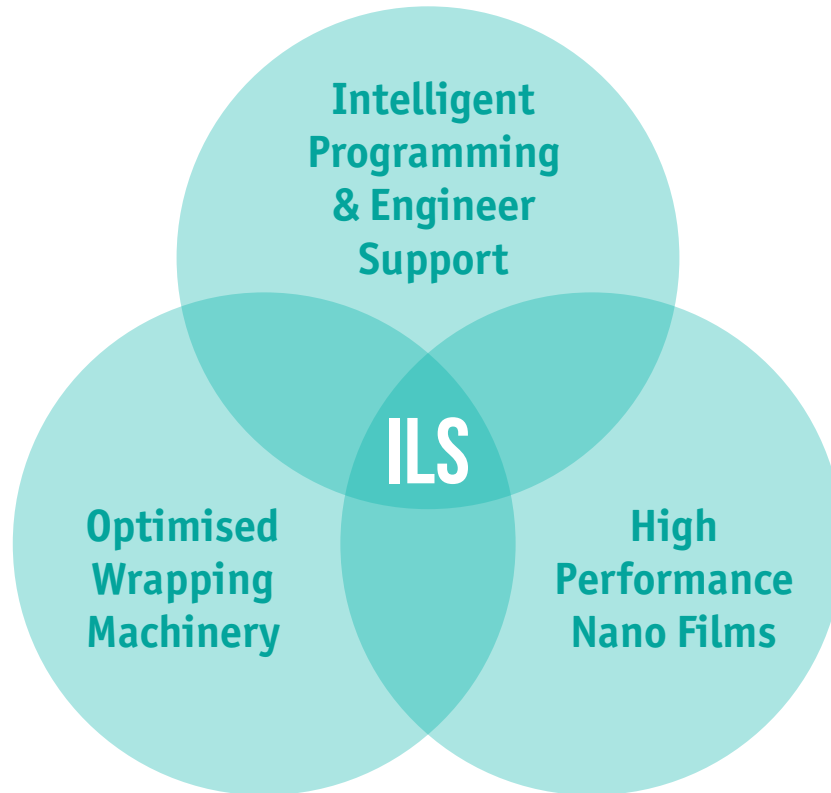 Intelligent
Programming
& Engineer
Support
ILS
Optimised
Wrapping
Machinery
High
Performance
Nano Films